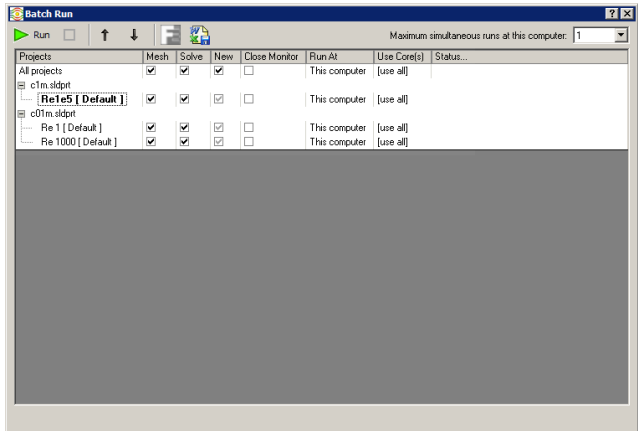 Batch Run
Run Maximum simultaneous runs at this computer: 1
Projects Mesh Solve New Close Monitor Run At Use Core(s) Status...
All projects This computer [use all]
c1m.sldprt
Re1e5 [ Default ] This computer [use all]
c01m.sldprt
Re 1 [ Default ] This computer [use all]
Re 1000 [ Default ] This computer [use all]